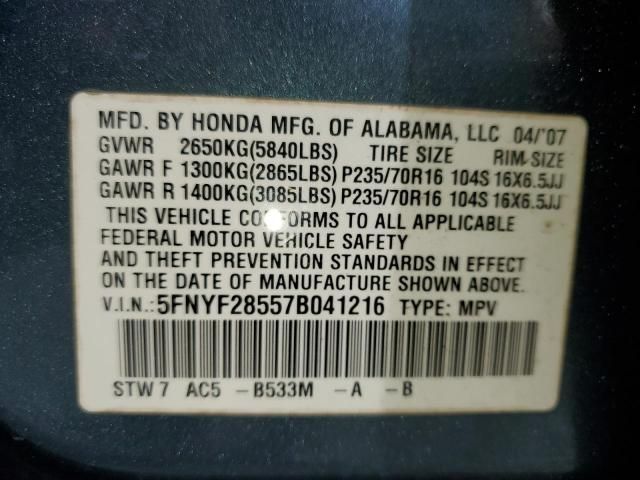 MFD. BY HONDA MFG. OF ALABAMA, LLC 04/'07
GVWR 2650KG(5840LBS) TIRE SIZE RIM-SIZE
GAWR F 1300KG(2865LBS) P235/70R16 104S 16X6.5JJ
GAWR R 1400KG(3085LBS) P235/70R16 104S 16X6.5JJ
THIS VEHICLE CONFORMS TO ALL APPLICABLE
FEDERAL MOTOR VEHICLE SAFETY
AND THEFT PREVENTION STANDARDS IN EFFECT
ON THE DATE OF MANUFACTURE SHOWN ABOVE.
V.I.N.:5FNYF28557B041216 TYPE: MPV
STW 7 AC5 -B533M -A -B